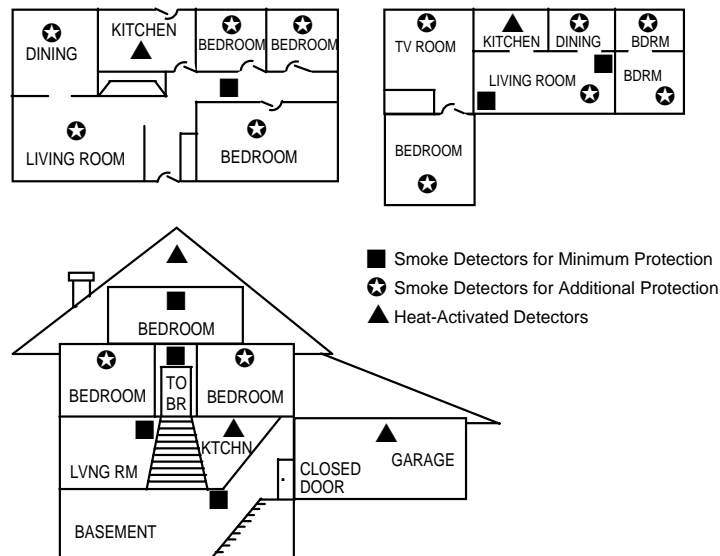 DINING
KITCHEN
BEDROOM
BEDROOM
LIVING ROOM
BEDROOM
TV ROOM
KITCHEN
DINING
BDRM
LIVING ROOM
BDRM
BEDROOM
Smoke Detectors for Minimum Protection
Smoke Detectors for Additional Protection
Heat-Activated Detectors
BEDROOM
BEDROOM
TO
BR
BEDROOM
LVNG RM
KTCHN
CLOSED
DOOR
GARAGE
BASEMENT